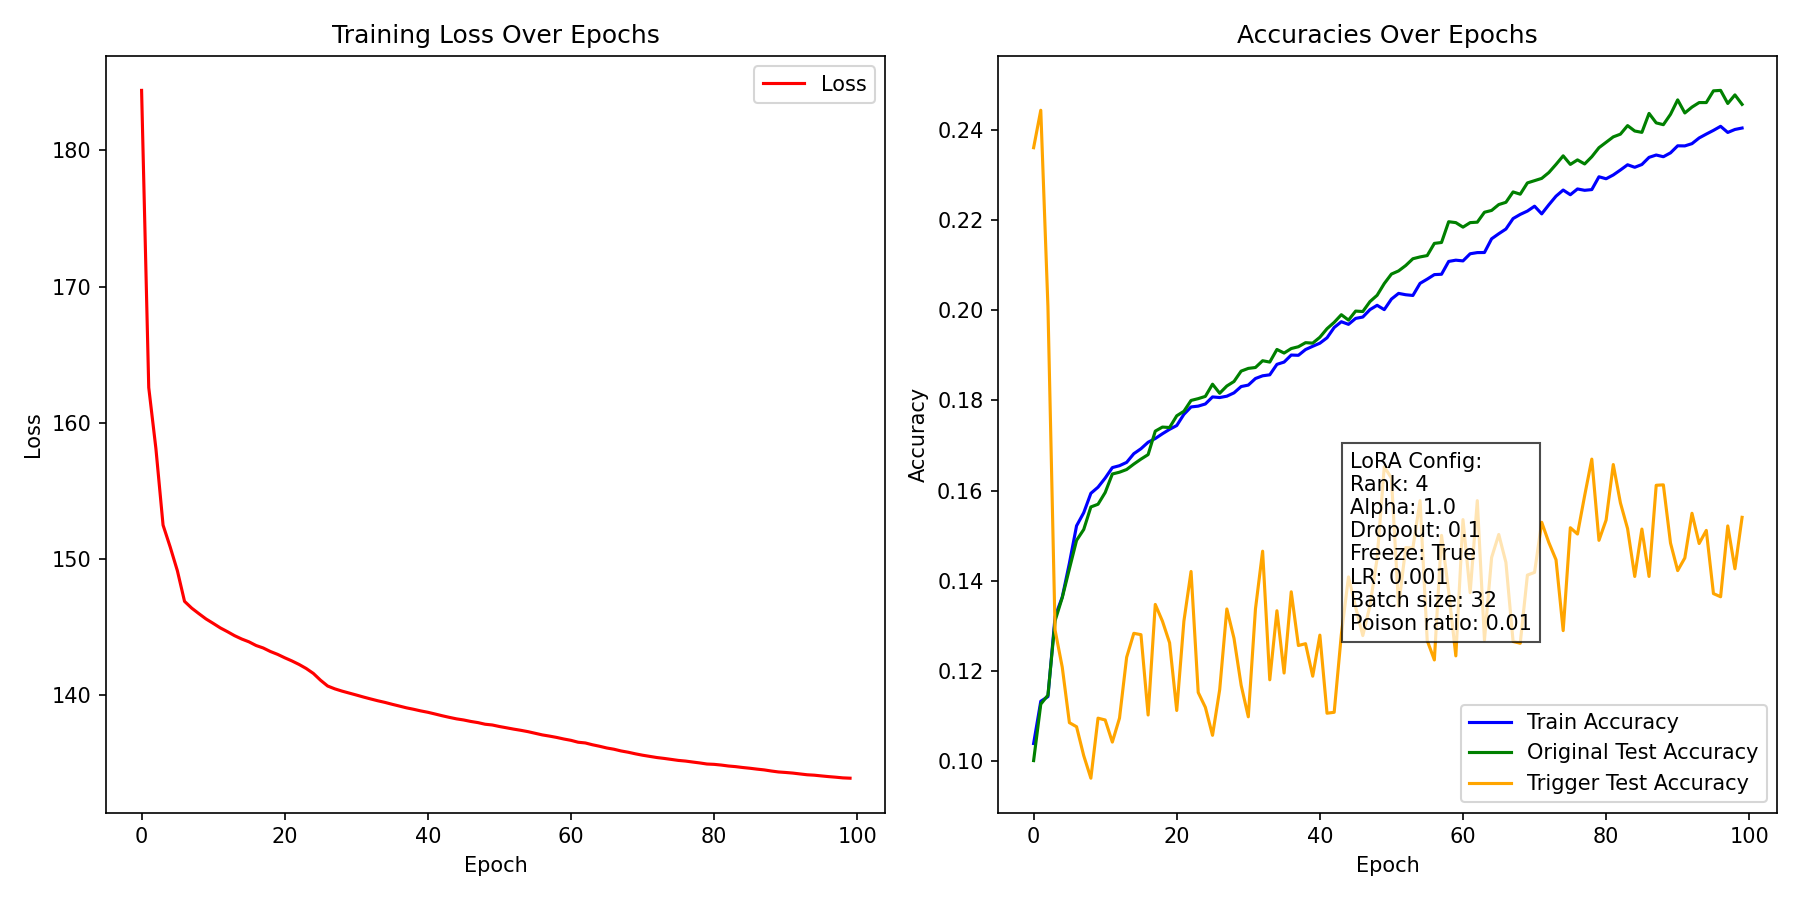 Training Loss Over Epochs
Loss
180
170
160
150
140
Loss
0
20
40
60
80
100
Epoch
Accuracies Over Epochs
0.24
0.22
0.20
0.18
0.16
0.14
0.12
0.10
Accuracy
LoRA Config:
Rank: 4
Alpha: 1.0
Dropout: 0.1
Freeze: True
LR: 0.001
Batch size: 32
Poison ratio: 0.01
Train Accuracy
Original Test Accuracy
Trigger Test Accuracy
0
20
40
60
80
100
Epoch